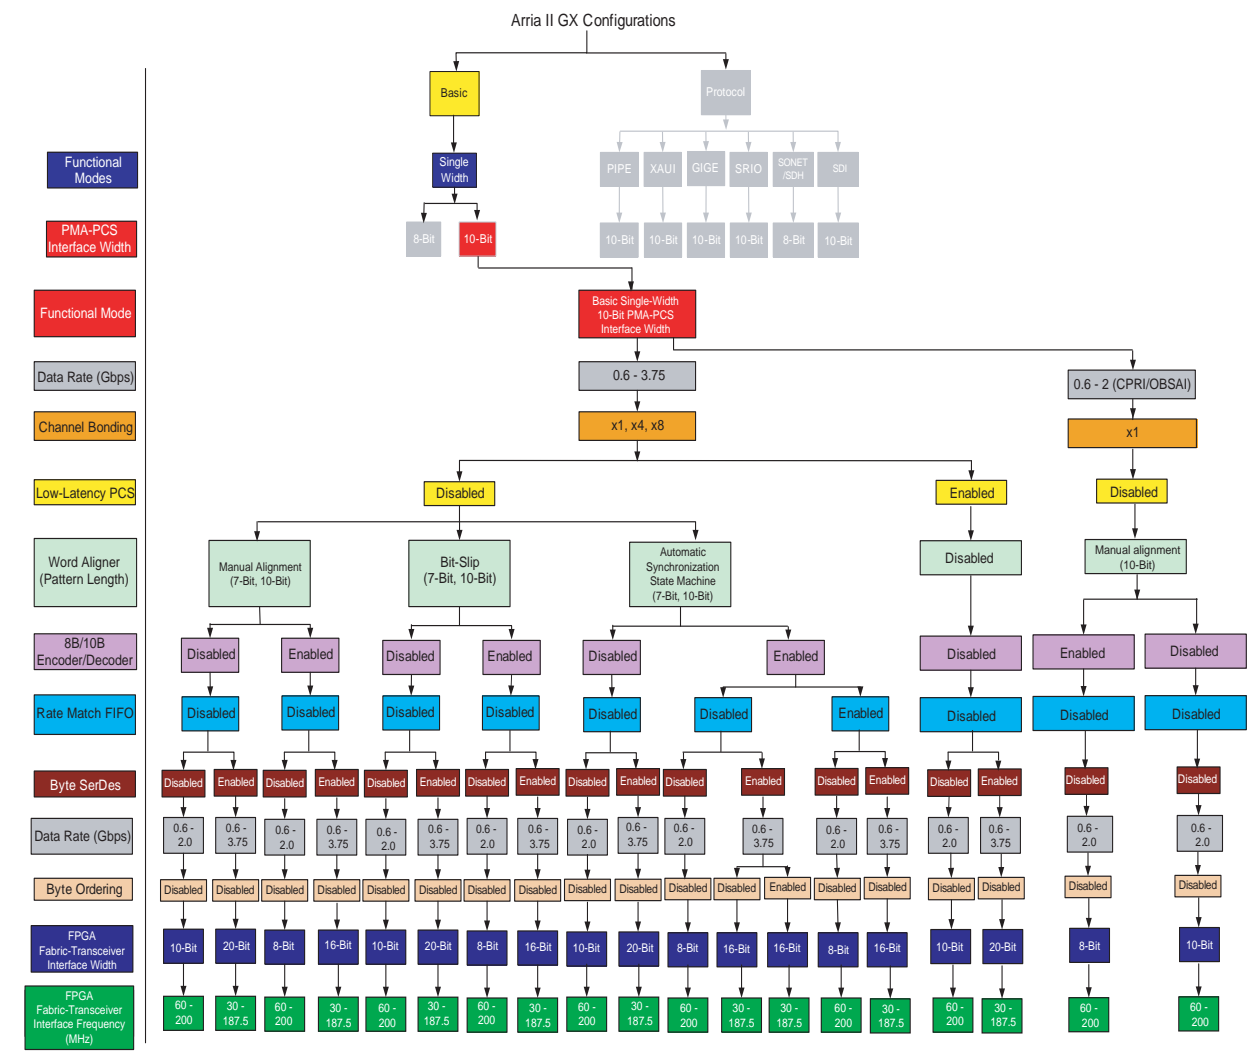 Arria II GX Configurations
Basic
Protocol
Functional
Modes
Single
Width
PIPE
XAUI
GIGE
SRIO
SONET
/SDH
SDI
PMA-PCS
Interface Width
8-Bit
10-Bit
10-Bit
10-Bit
10-Bit
10-Bit
8-Bit
10-Bit
Functional Mode
Basic Single-Width
10-Bit PMA-PCS
Interface Width
Data Rate (Gbps)
0.6 - 3.75
0.6 - 2 (CPRI/OBSAI)
Channel Bonding
x1, x4, x8
x1
Low-Latency PCS
Disabled
Enabled
Disabled
Word Aligner
(Pattern Length)
Manual Alignment
(7-Bit, 10-Bit)
Bit-Slip
(7-Bit, 10-Bit)
Automatic
Synchronization
State Machine
(7-Bit, 10-Bit)
Disabled
Manual alignment
(10-Bit)
8B/10B
Encoder/Decoder
Disabled
Enabled
Disabled
Enabled
Disabled
Enabled
Disabled
Enabled
Disabled
Rate Match FIFO
Disabled
Disabled
Disabled
Disabled
Disabled
Disabled
Enabled
Disabled
Disabled
Disabled
Byte SerDes
Disabled
Enabled
Disabled
Enabled
Disabled
Enabled
Disabled
Enabled
Disabled
Enabled
Disabled
Enabled
Disabled
Enabled
Disabled
Enabled
Disabled
Disabled
Data Rate (Gbps)
0.6 -
2.0
0.6 -
3.75
0.6 -
2.0
0.6 -
3.75
0.6 -
2.0
0.6 -
3.75
0.6 -
2.0
0.6 -
3.75
0.6 -
2.0
0.6 -
3.75
0.6 -
2.0
0.6 -
3.75
0.6 -
2.0
0.6 -
3.75
0.6 -
2.0
0.6 -
3.75
0.6 -
2.0
0.6 -
2.0
Byte Ordering
Disabled
Disabled
Disabled
Disabled
Disabled
Disabled
Disabled
Disabled
Disabled
Disabled
Disabled
Disabled
Enabled
Disabled
Disabled
Disabled
Disabled
Disabled
Disabled
FPGA
Fabric-Transceiver
Interface Width
10-Bit
20-Bit
8-Bit
16-Bit
10-Bit
20-Bit
8-Bit
16-Bit
10-Bit
20-Bit
8-Bit
16-Bit
16-Bit
8-Bit
16-Bit
10-Bit
20-Bit
8-Bit
10-Bit
FPGA
Fabric-Transceiver
Interface Frequency
(MHz)
60 -
200
30 -
187.5
60 -
200
30 -
187.5
60 -
200
30 -
187.5
60 -
200
30 -
187.5
60 -
200
30 -
187.5
60 -
200
30 -
187.5
30 -
187.5
60 -
200
30 -
187.5
60 -
200
30 -
187.5
60 -
200
60 -
200